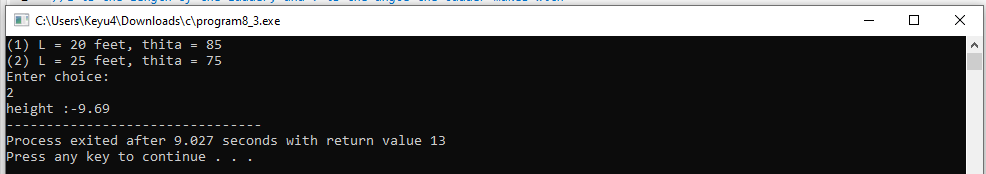 C:\Users\Keyu4\Downloads\c\program8_3.exe
(1) L = 20 feet, thita = 85
(2) L = 25 feet, thita = 75
Enter choice:
2
height :-9.69
--------------------------------
Process exited after 9.027 seconds with return value 13
Press any key to continue . . .